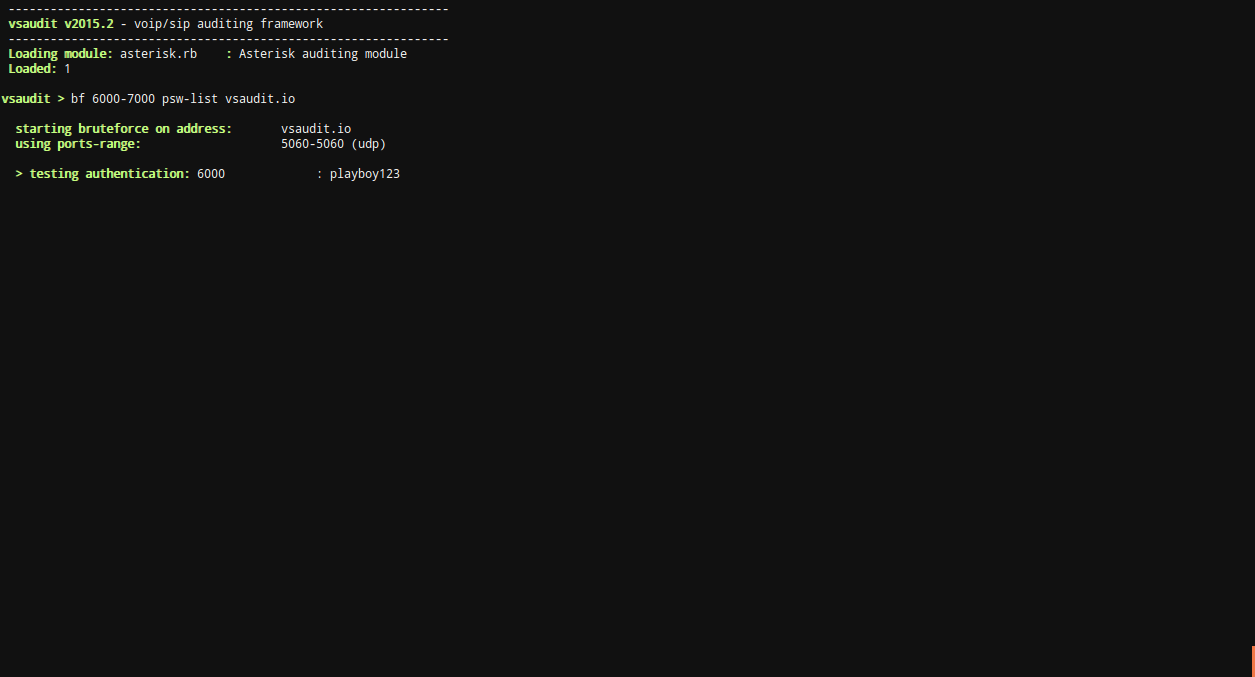 ---------------------------------------------------------------
vsaudit v2015.2 - voip/sip auditing framework
---------------------------------------------------------------
Loading module: asterisk.rb : Asterisk auditing module
Loaded: 1
vsaudit > bf 6000-7000 psw-list vsaudit.io
starting bruteforce on address: vsaudit.io
using ports-range: 5060-5060 (udp)
> testing authentication: 6000 : playboy123